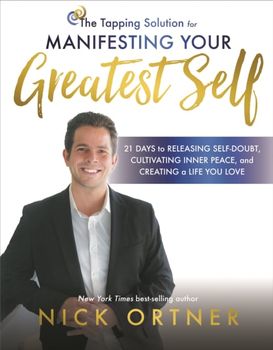 The Tapping Solution for
MANIFESTING YOUR
Greatest Self
21 DAYS to RELEASING SELF-DOUBT,
CULTIVATING INNER PEACE, and
CREATING a LIFE YOU LOVE
New York Times best-selling author
NICK ORTNER